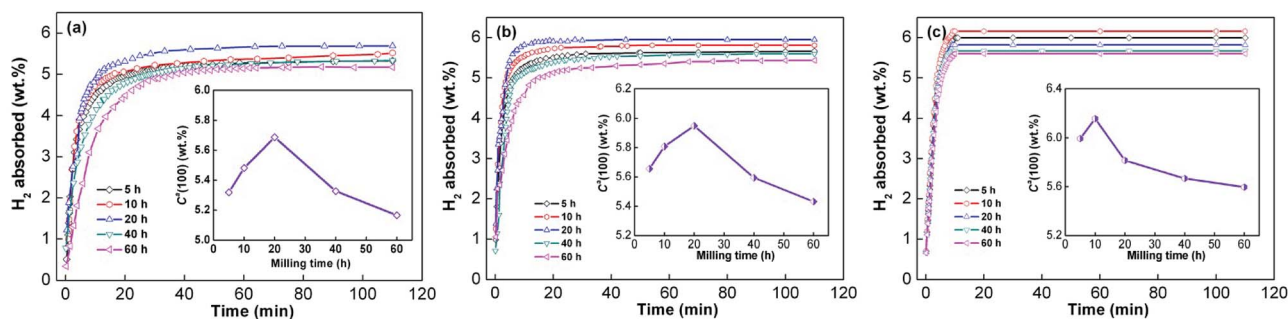 (a)
H2 absorbed (wt.%)
6
5
4
3
2
1
0
5 h
10 h
20 h
40 h
60 h
Cᵃ(100) (wt.%)
6.0
5.8
5.6
5.4
5.2
5.0
0 10 20 30 40 50 60
Milling time (h)
0 20 40 60 80 100 120
Time (min)
(b)
H2 absorbed (wt.%)
6
5
4
3
2
1
0
5 h
10 h
20 h
40 h
60 h
Cᵃ(100) (wt.%)
6.2
6.0
5.8
5.6
5.4
5.2
0 10 20 30 40 50 60
Milling time (h)
0 20 40 60 80 100 120
Time (min)
(c)
H2 absorbed (wt.%)
6
5
4
3
2
1
0
5 h
10 h
20 h
40 h
60 h
Cᵃ(100) (wt.%)
6.4
6.0
5.6
5.2
0 10 20 30 40 50 60
Milling time (h)
0 20 40 60 80 100 120
Time (min)